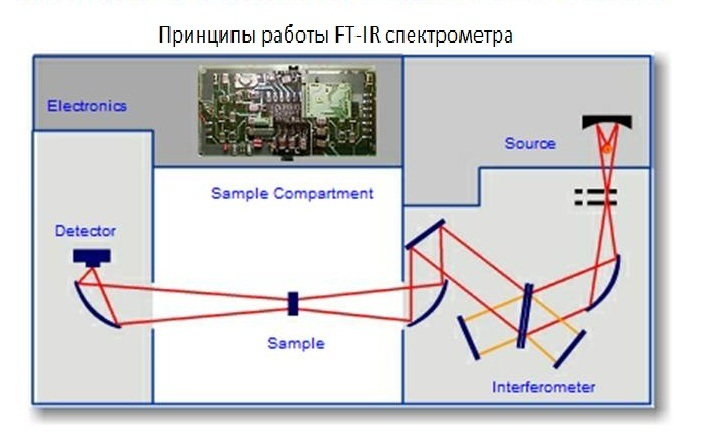 Принципы работы FT-IR спектрометра
Electronics
Source
Sample Compartment
Detector
Sample
Interferometer